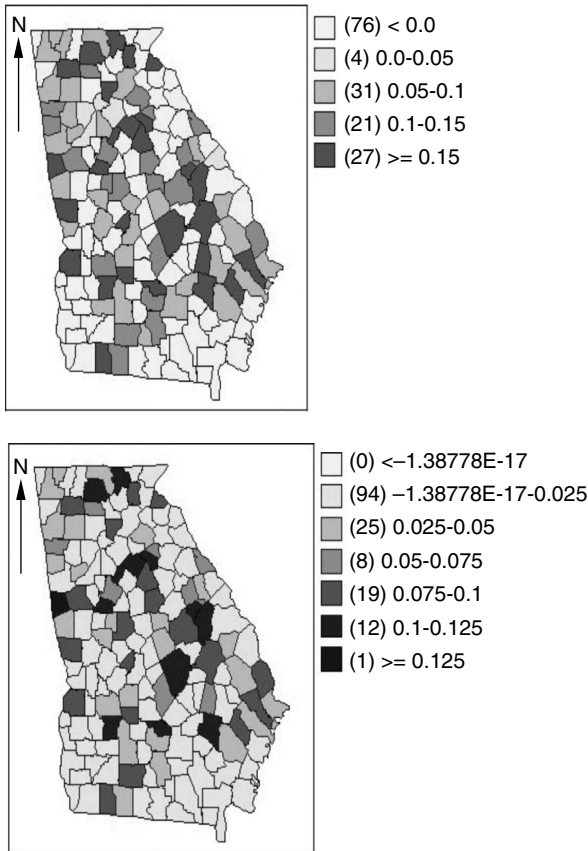 N
(76) < 0.0
(4) 0.0-0.05
(31) 0.05-0.1
(21) 0.1-0.15
(27) >= 0.15
N
(0) <–1.38778E-17
(94) –1.38778E-17-0.025
(25) 0.025-0.05
(8) 0.05-0.075
(19) 0.075-0.1
(12) 0.1-0.125
(1) >= 0.125